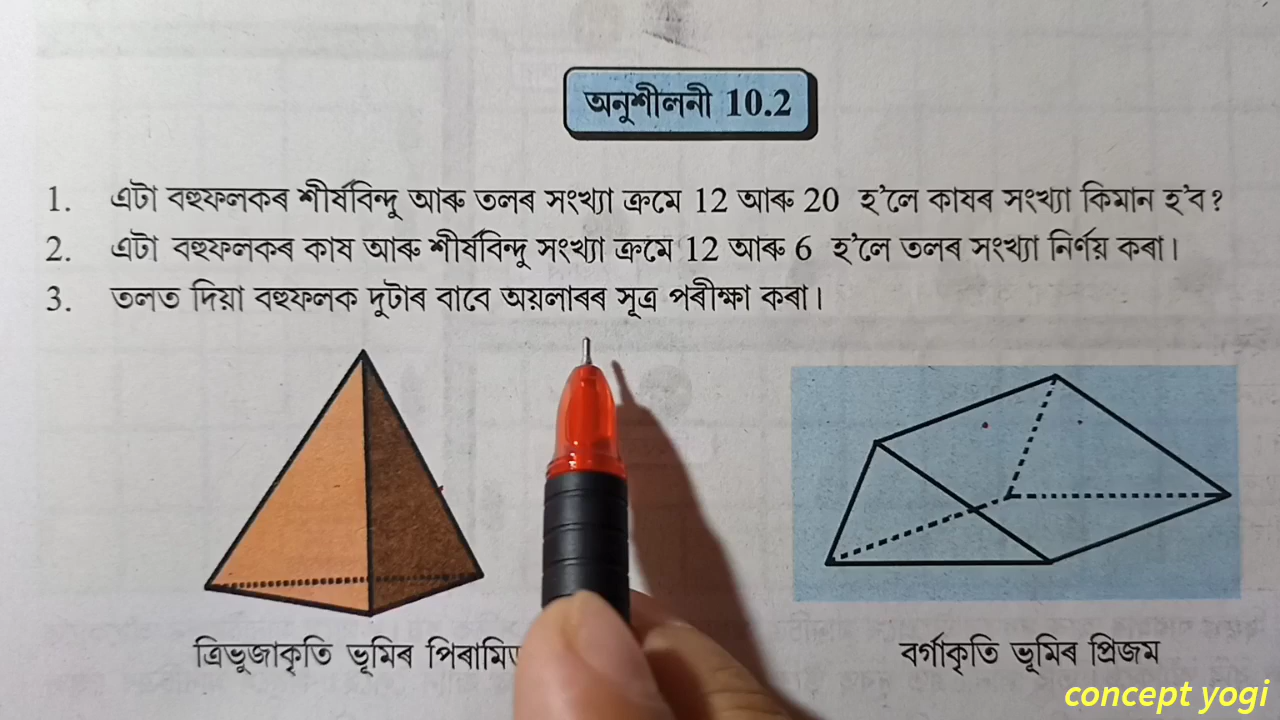 অনুশীলনী 10.2
1. এটা বহুফলকৰ শীৰ্ষবিন্দু আৰু তলৰ সংখ্যা ক্ৰমে 12 আৰু 20 হ'লে কাষৰ সংখ্যা কিমান হ'ব?
2. এটা বহুফলকৰ কাষ আৰু শীৰ্ষবিন্দু সংখ্যা ক্ৰমে 12 আৰু 6 হ'লে তলৰ সংখ্যা নিৰ্ণয় কৰা।
3. তলত দিয়া বহুফলক দুটাৰ বাবে অয়লাৰৰ সূত্ৰ পৰীক্ষা কৰা।
ত্ৰিভূজাকৃতি ভূমিৰ
বৰ্গাকৃতি ভূমিৰ প্ৰিজম
concept yogi